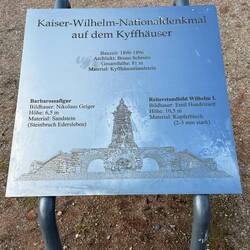 Kaiser-Wilhelm-Nationaldenkmal
auf dem Kyffhäuser
Bauzeit: 1890-1896
Architekt: Bruno Schmitz
Gesamthöhe: 81 m
Material: Kyffhäusersandstein
Barbarossafigur
Bildhauer: Nikolaus Geiger
Höhe: 6,5 m
Material: Sandstein
(Steinbruch Edersleben)
Reiterstandbild Wilhelm I.
Bildhauer: Emil Hundrieser
Höhe: 10,5 m
Material: Kupferblech
(2-3 mm stark)